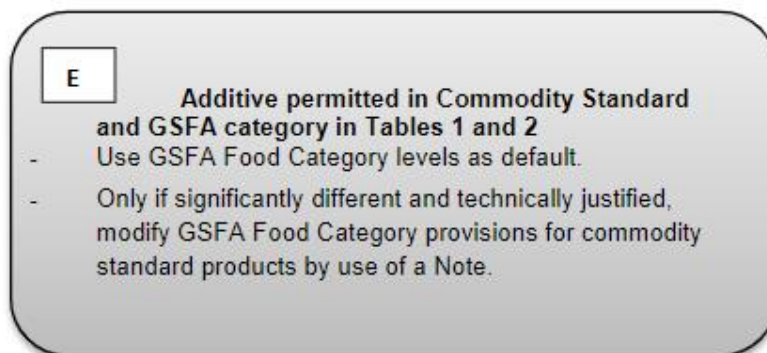 E
Additive permitted in Commodity Standard
and GSFA category in Tables 1 and 2
- Use GSFA Food Category levels as default.
- Only if significantly different and technically justified,
modify GSFA Food Category provisions for commodity
standard products by use of a Note.